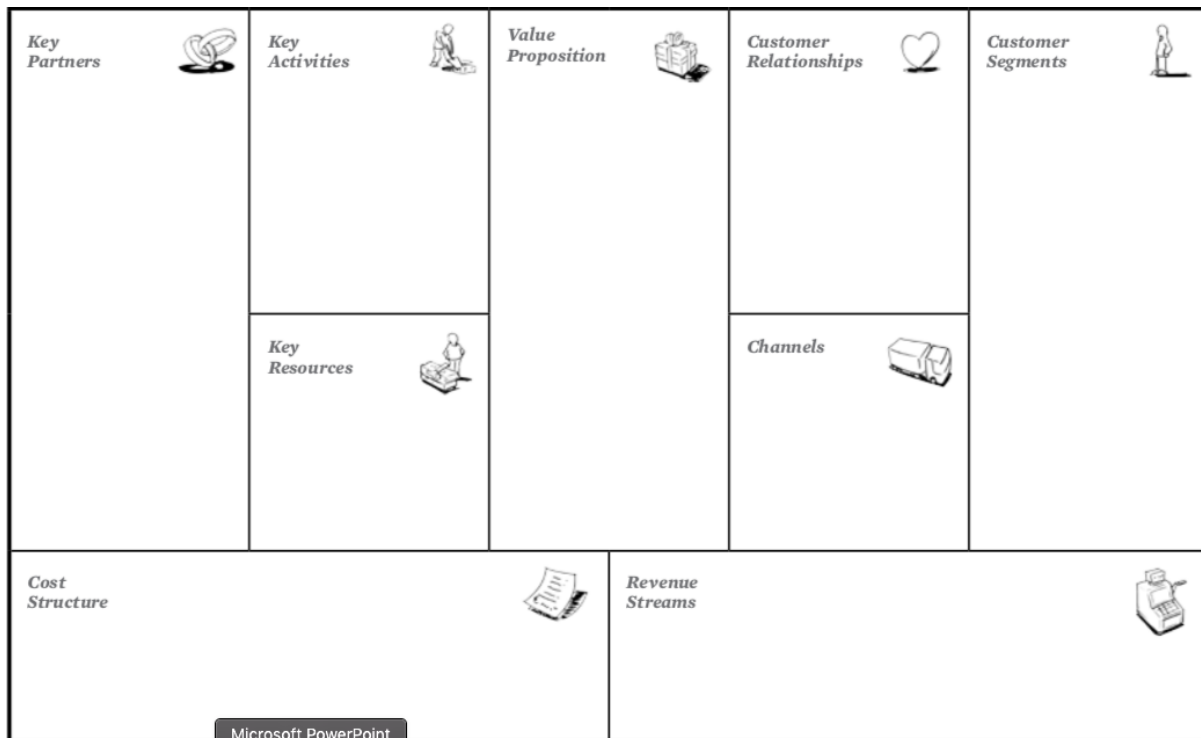 Key
Partners
Key
Activities
Value
Proposition
Customer
Relationships
Customer
Segments
Key
Resources
Channels
Cost
Structure
Revenue
Streams
Microsoft PowerPoint